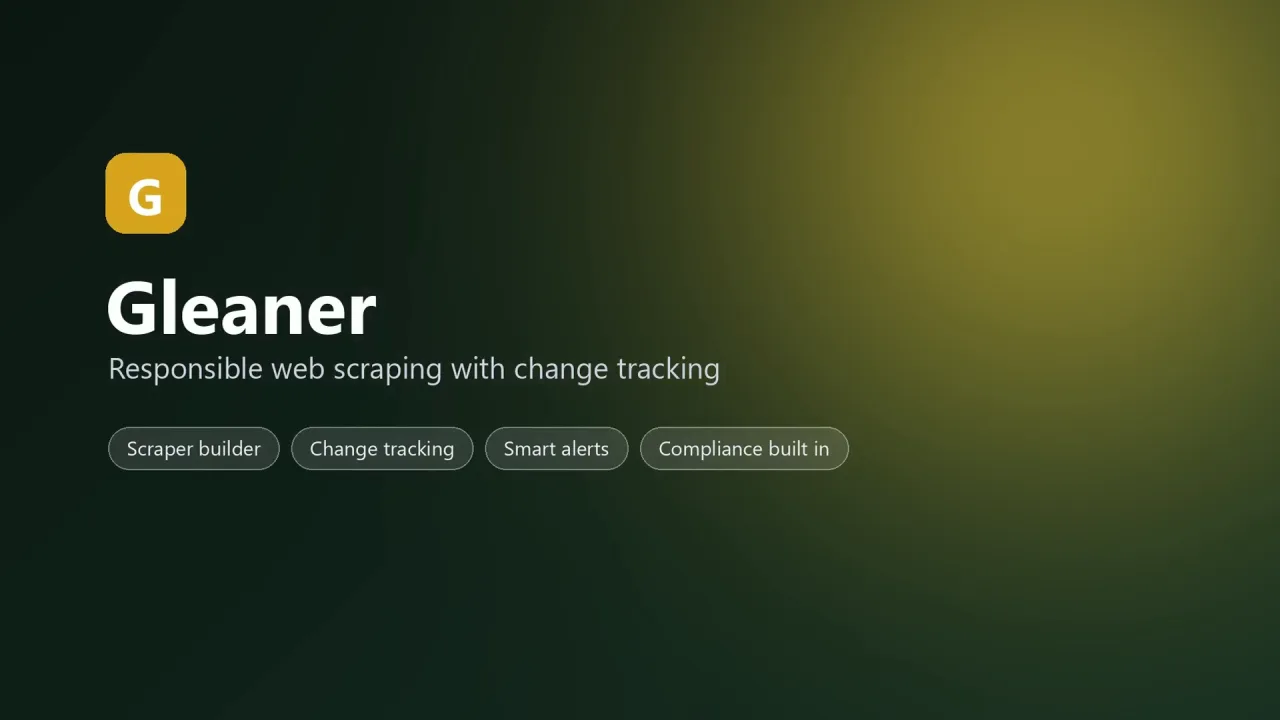 G
Gleaner
Responsible web scraping with change tracking
Scraper builder Change tracking Smart alerts Compliance built in